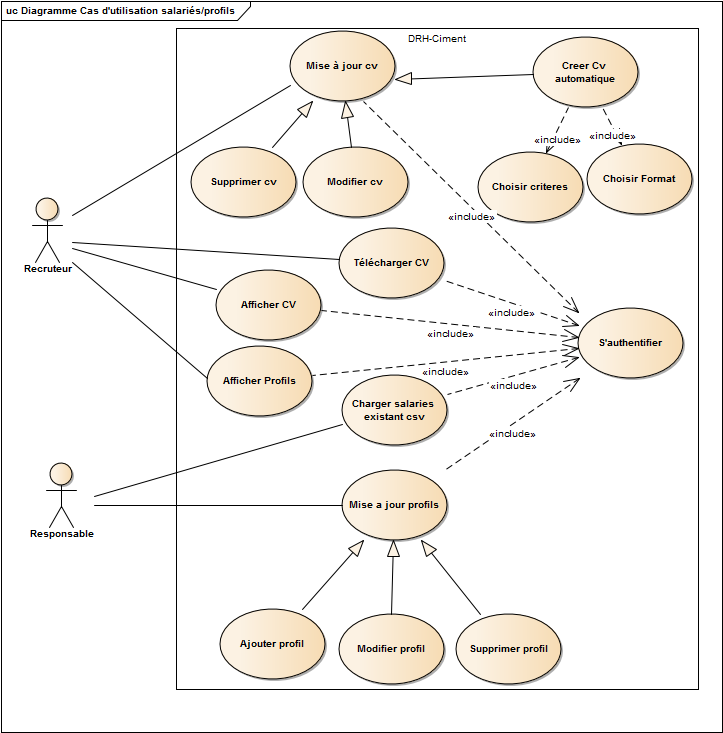 uc Diagramme Cas d'utilisation salariés/profils
DRH-Ciment
Mise à jour cv
Creer Cv
automatique
«include»
«include»
Supprimer cv
Modifier cv
Choisir criteres
Choisir Format
«include»
Recruteur
Télécharger CV
Afficher CV
«include»
«include»
S'authentifier
Afficher Profils
«include»
«include»
Charger salaries
existant csv
«include»
Responsable
Mise a jour profils
Ajouter profil
Modifier profil
Supprimer profil